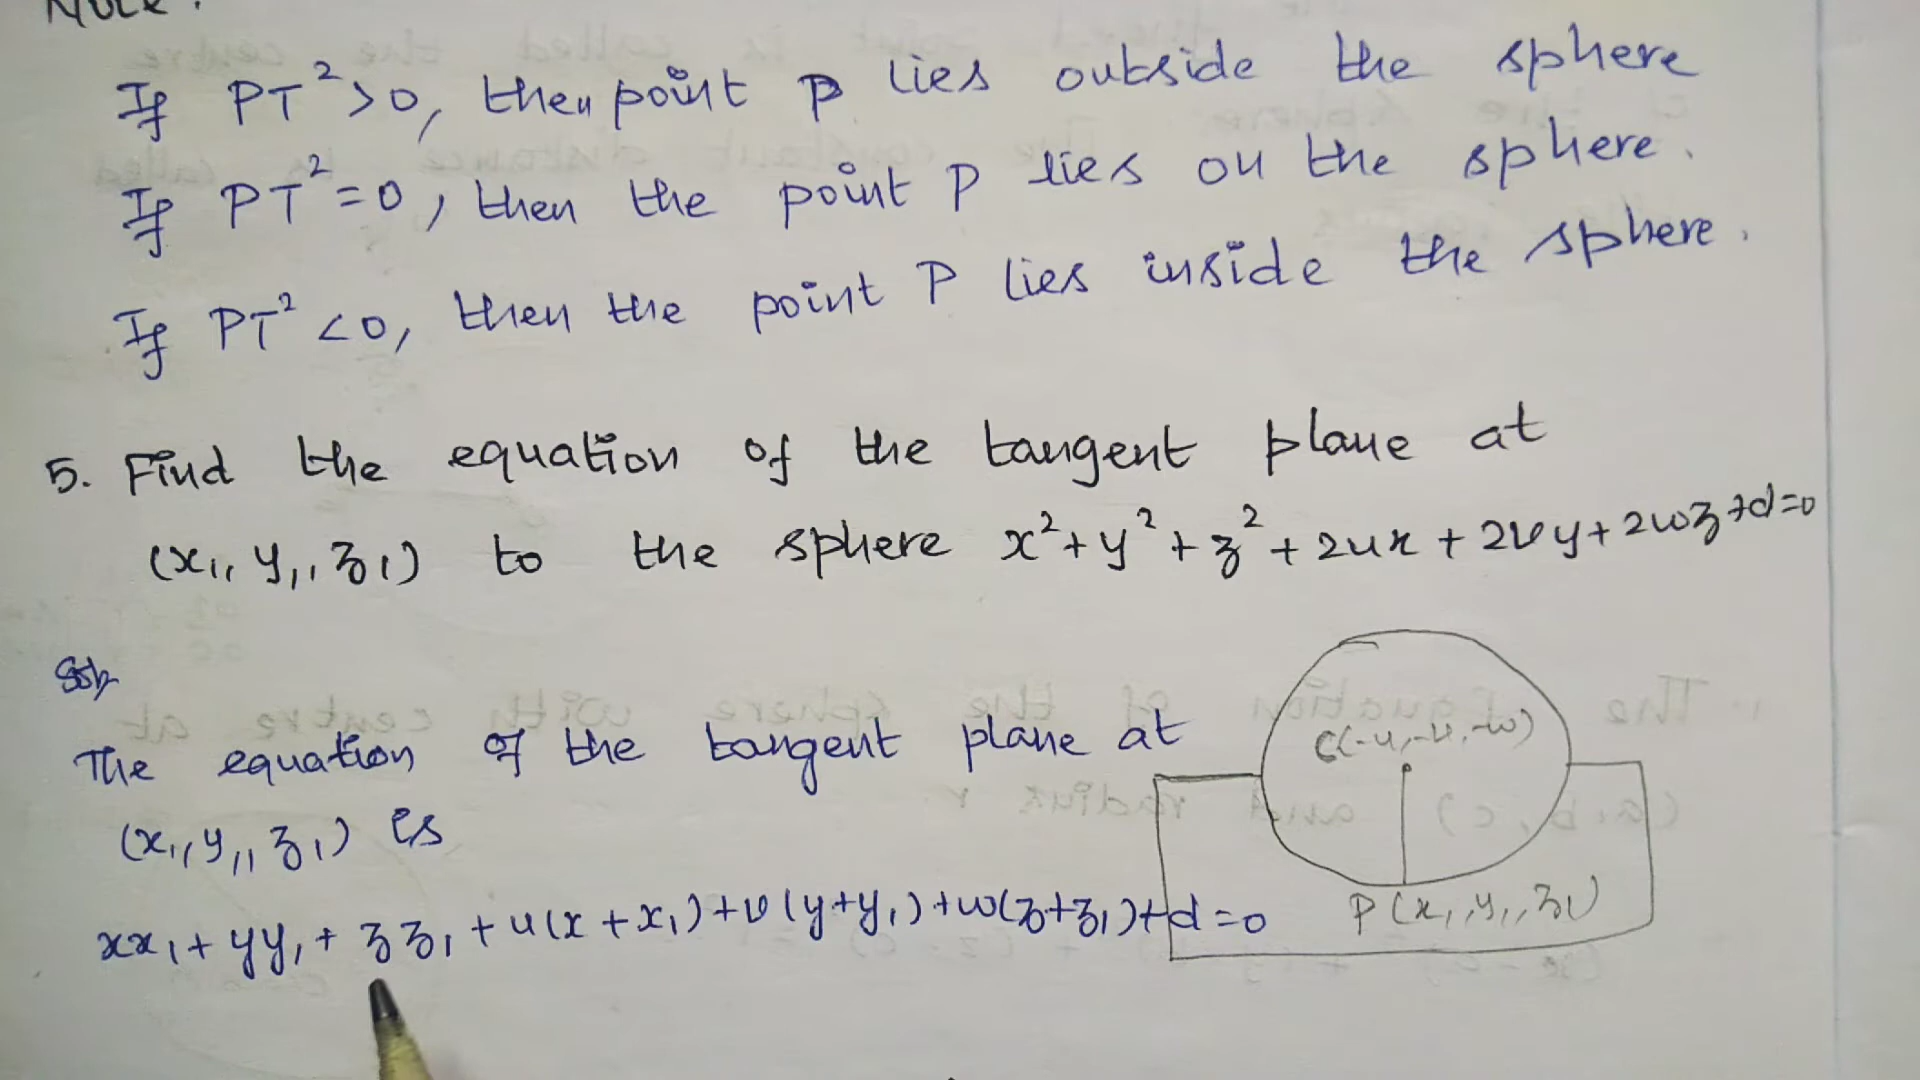 Note:
If PT²>0, then point P lies outside the sphere
If PT²=0, then the point P lies on the sphere.
If PT²<0, then the point P lies inside the sphere.
5. Find the equation of the tangent plane at
(x₁, y₁, z₁) to the sphere x²+y²+z²+2ux+2vy+2wz+d=0
Soln
The equation of the tangent plane at
(x₁, y₁, z₁) is
xx₁+yy₁+zz₁+u(x+x₁)+v(y+y₁)+w(z+z₁)+d=0
C(-u,-v,-w)
P(x₁,y₁,z₁)